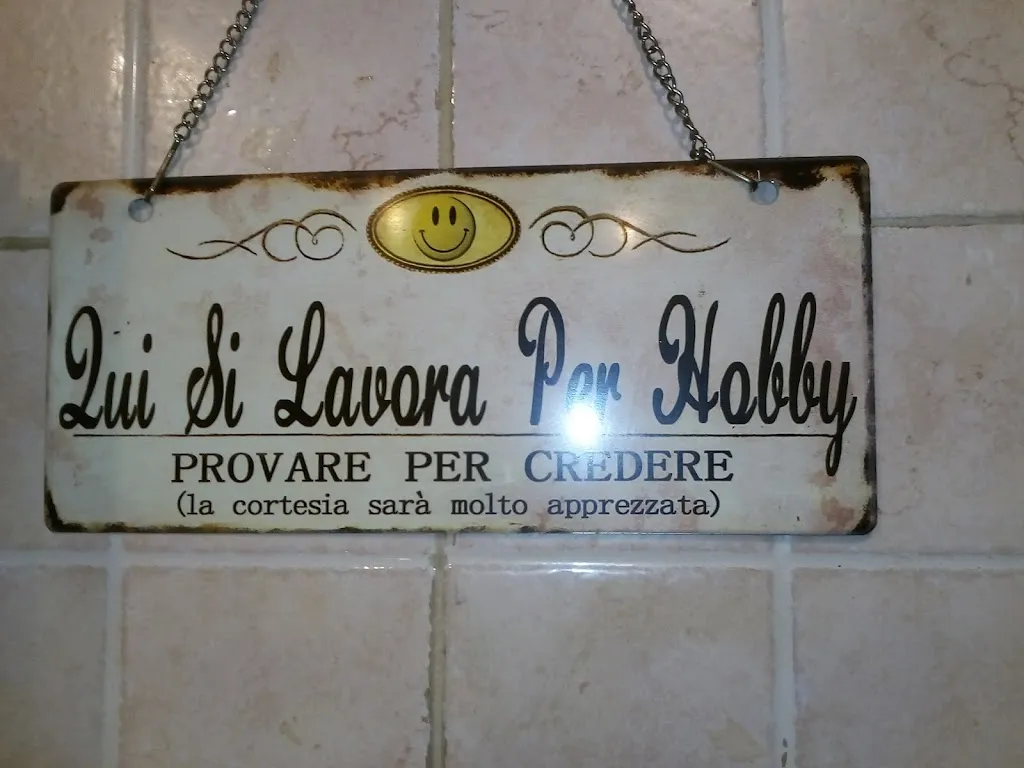 Qui Si Lavora Per Hobby
PROVARE PER CREDERE
(la cortesia sarà molto apprezzata)